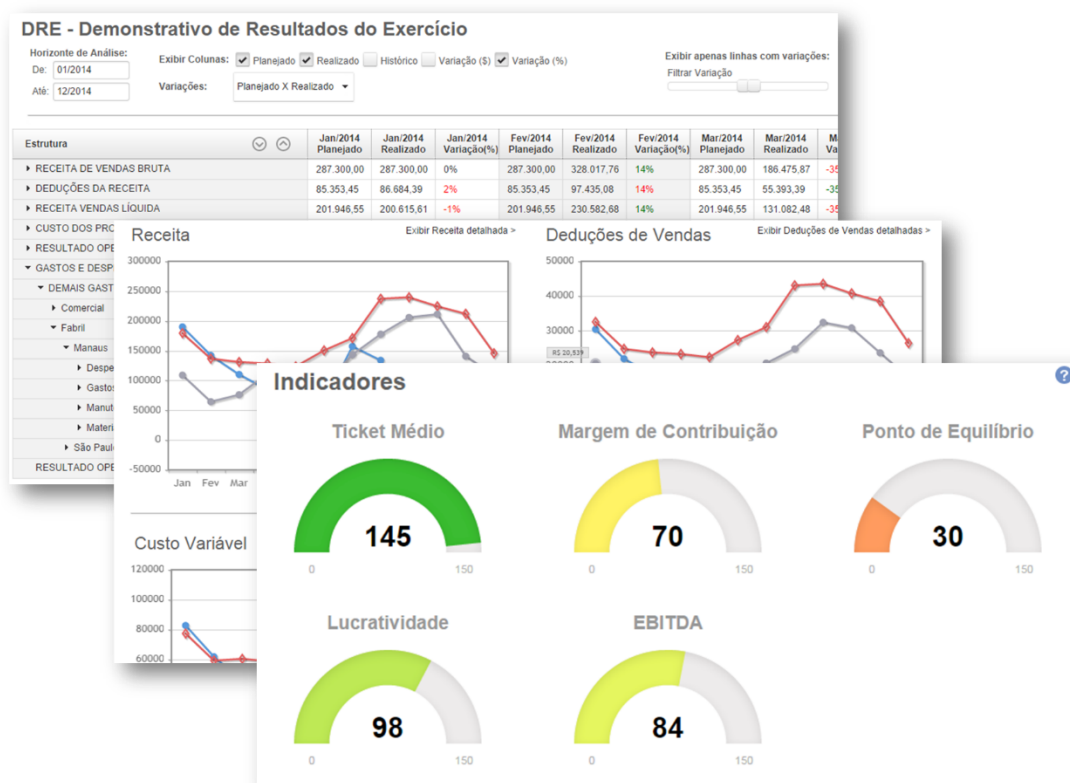 DRE - Demonstrativo de Resultados do Exercício
Horizonte de Análise:
De: 01/2014
Até: 12/2014
Exibir Colunas: Planejado Realizado Histórico Variação ($) Variação (%)
Variações: Planejado X Realizado
Exibir apenas linhas com variações:
Filtrar Variação
Estrutura Jan/2014 Planejado Jan/2014 Realizado Jan/2014 Variação(%) Fev/2014 Planejado Fev/2014 Realizado Fev/2014 Variação(%) Mar/2014 Planejado Mar/2014 Realizado
RECEITA DE VENDAS BRUTA 287.300,00 287.300,00 0% 287.300,00 328.017,76 14% 287.300,00 186.475,87 -35
DEDUÇÕES DA RECEITA 85.353,45 86.684,39 2% 85.353,45 97.435,08 14% 85.353,45 55.393,39 -35
RECEITA VENDAS LÍQUIDA 201.946,55 200.615,61 -1% 201.946,55 230.582,68 14% 201.946,55 131.082,48 -35
CUSTO DOS PRO
RESULTADO OPE
GASTOS E DESP
DEMAIS GAST
Comercial
Fabril
Manaus
Despe
Gastos
Manut
Materi
São Paul
RESULTADO OPE
Receita
Exibir Receita detalhada >
300000
250000
200000
150000
100000
50000
0
-50000
Jan Fev Mar
Deduções de Vendas
Exibir Deduções de Vendas detalhadas >
50000
40000
30000
R$ 20,539
Custo Variável
120000
100000
80000
60000
Indicadores
?
Ticket Médio
145
0 150
Margem de Contribuição
70
0 150
Ponto de Equilíbrio
30
0 150
Lucratividade
98
0 150
EBITDA
84
0 150